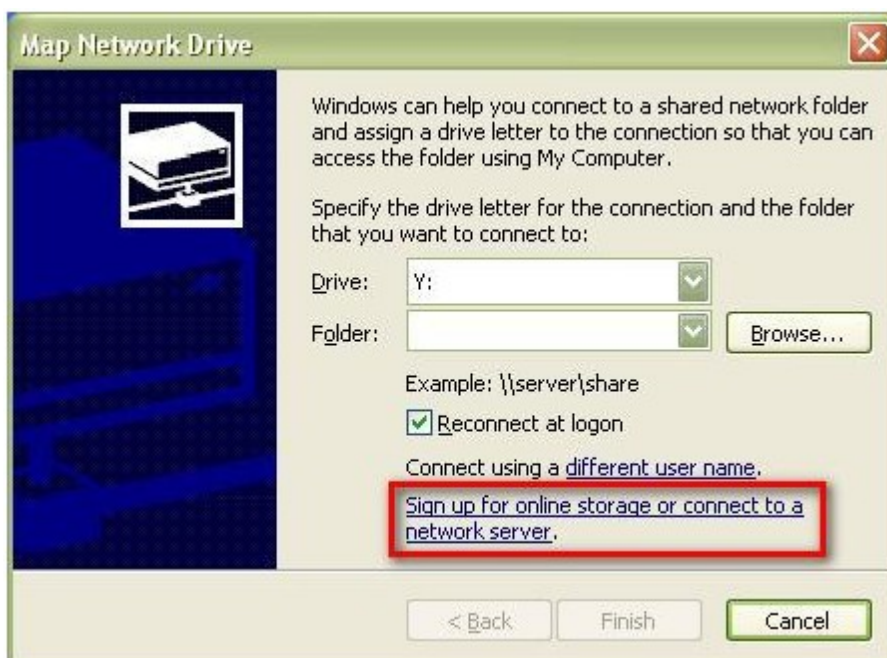 Map Network Drive
Windows can help you connect to a shared network folder
and assign a drive letter to the connection so that you can
access the folder using My Computer.
Specify the drive letter for the connection and the folder
that you want to connect to:
Drive: Y:
Folder: Browse...
Example: \\server\share
Reconnect at logon
Connect using a different user name.
Sign up for online storage or connect to a
network server.
< Back Finish Cancel